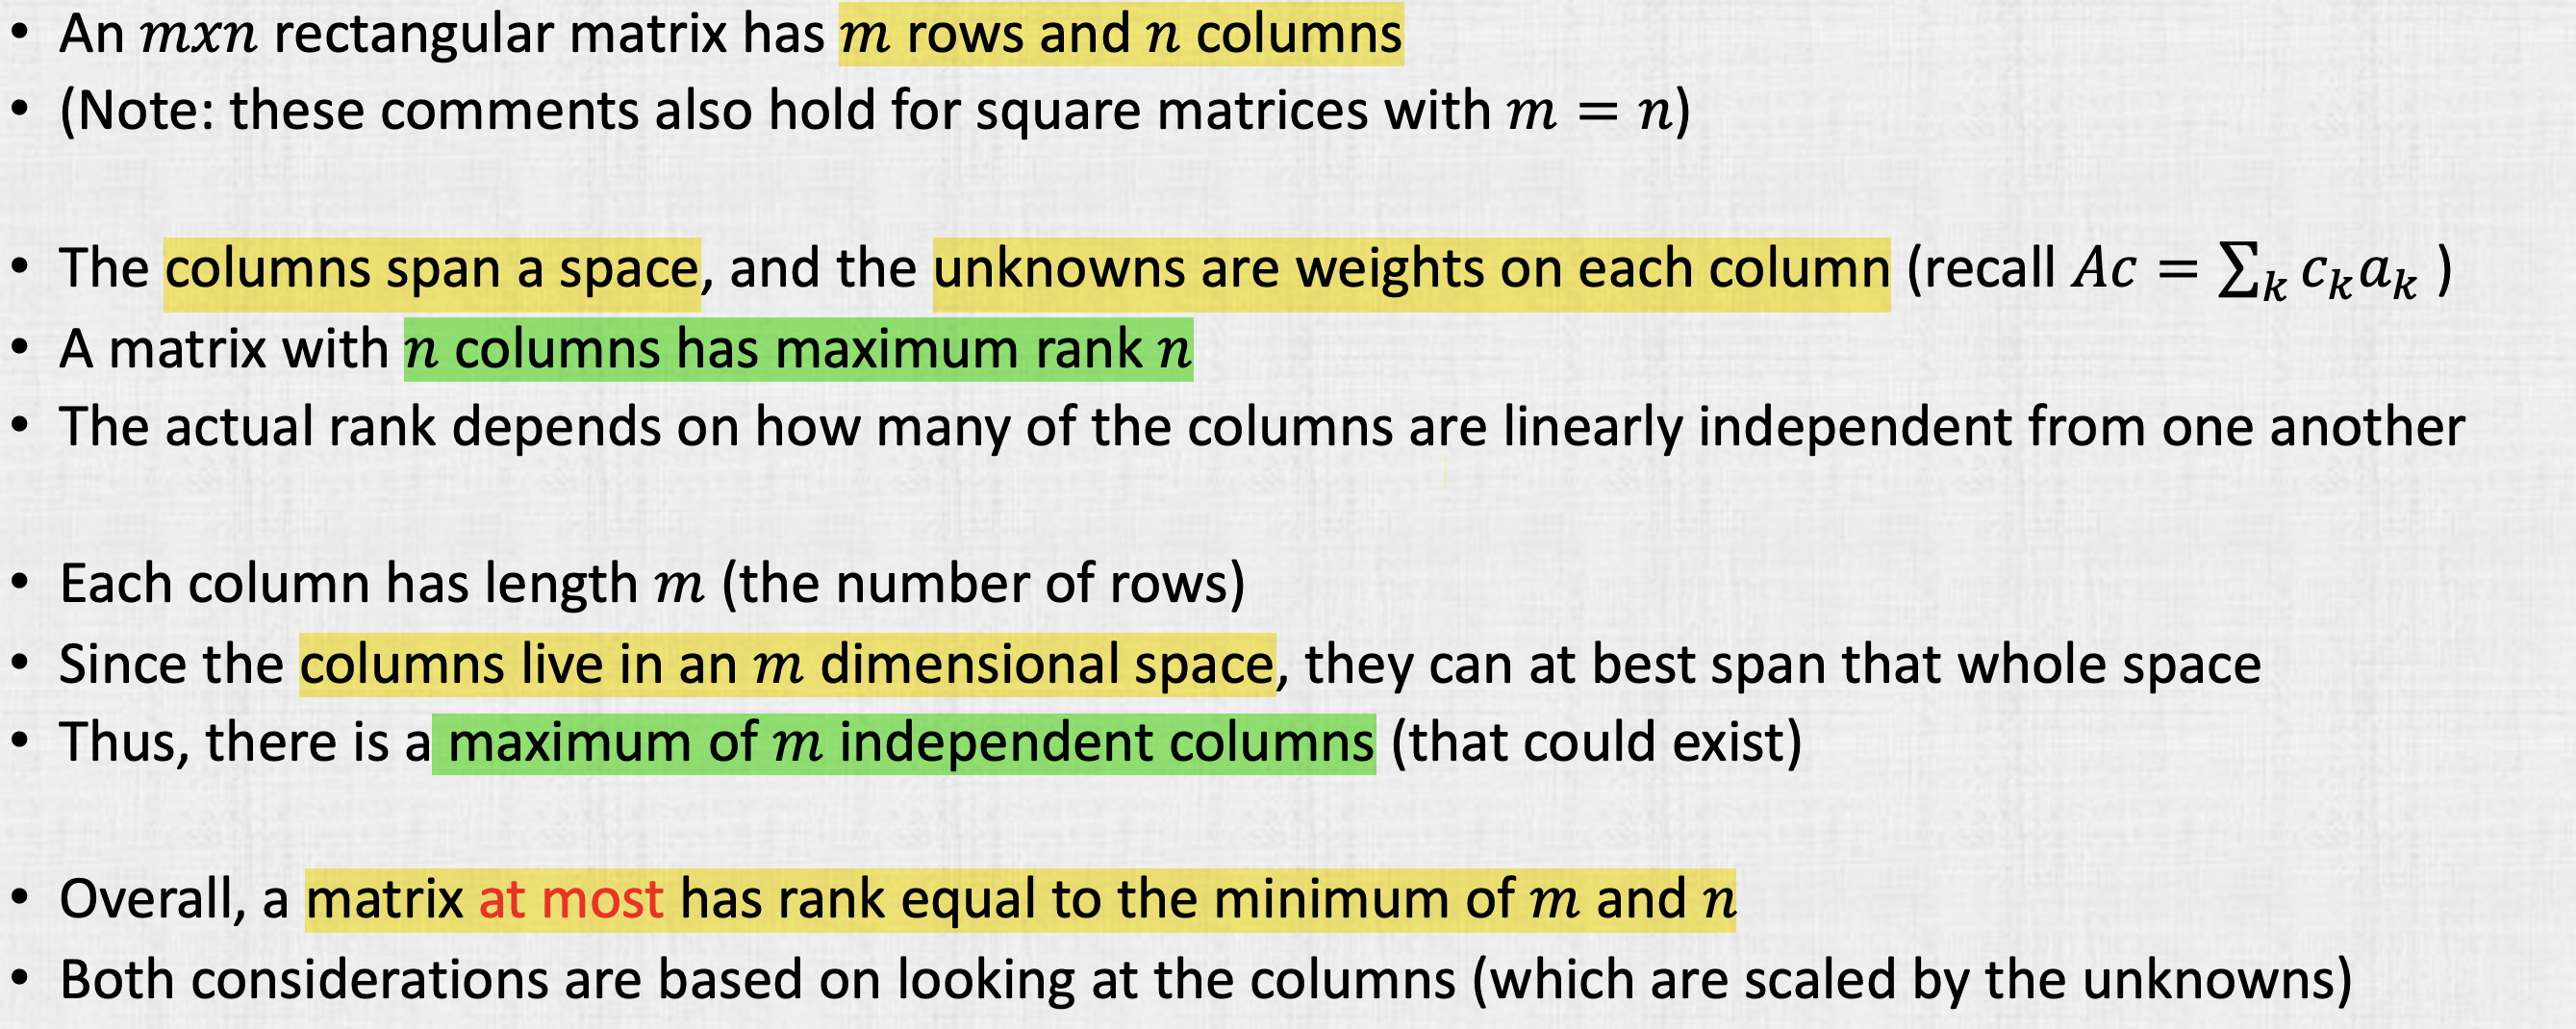 • An 𝑚𝑥𝑛 rectangular matrix has 𝑚 rows and 𝑛 columns
• (Note: these comments also hold for square matrices with 𝑚 = 𝑛)
• The columns span a space, and the unknowns are weights on each column (recall 𝐴𝑐 = ∑ₖ 𝑐ₖ𝑎ₖ )
• A matrix with 𝑛 columns has maximum rank 𝑛
• The actual rank depends on how many of the columns are linearly independent from one another
• Each column has length 𝑚 (the number of rows)
• Since the columns live in an 𝑚 dimensional space, they can at best span that whole space
• Thus, there is a maximum of 𝑚 independent columns (that could exist)
• Overall, a matrix at most has rank equal to the minimum of 𝑚 and 𝑛
• Both considerations are based on looking at the columns (which are scaled by the unknowns)